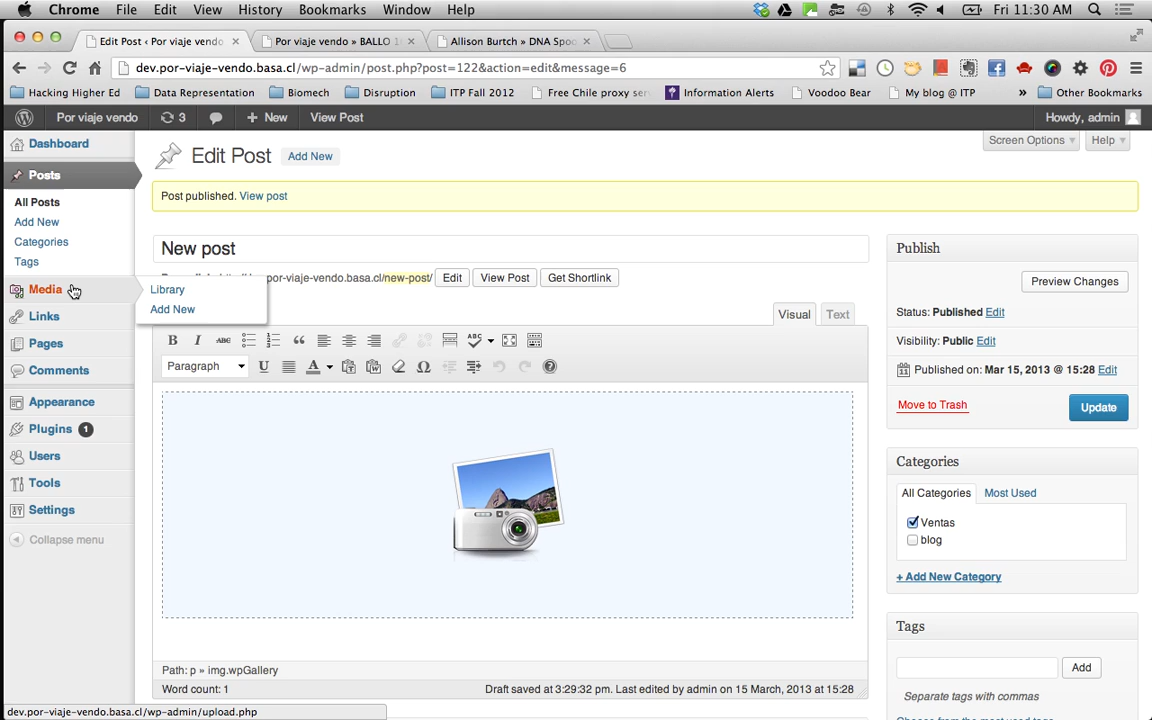 Chrome File Edit View History Bookmarks Window Help Fri 11:30 AM
Edit Post ‹ Por viaje vendo Por viaje vendo » BALLO Allison Burtch » DNA Spoo
dev.por-viaje-vendo.basa.cl/wp-admin/post.php?post=122&action=edit&message=6
Hacking Higher Ed Data Representation Biomech Disruption ITP Fall 2012 Free Chile proxy Information Alerts Voodoo Bear My blog @ ITP » Other Bookmarks
Por viaje vendo 3 + New View Post Howdy, admin
Dashboard
Posts
All Posts
Add New
Categories
Tags
Media
Library
Add New
Links
Pages
Comments
Appearance
Plugins 1
Users
Tools
Settings
Collapse menu
Screen Options Help
Edit Post Add New
Post published. View post
New post
por-viaje-vendo.basa.cl/new-post/ Edit View Post Get Shortlink
Visual Text
B I ABC ABC
Paragraph U A
Path: p » img.wpGallery
Word count: 1 Draft saved at 3:29:32 pm. Last edited by admin on 15 March, 2013 at 15:28
Publish
Preview Changes
Status: Published Edit
Visibility: Public Edit
Published on: Mar 15, 2013 @ 15:28 Edit
Move to Trash Update
Categories
All Categories Most Used
Ventas
blog
+ Add New Category
Tags
Add
Separate tags with commas
Choose from the most used tags
dev.por-viaje-vendo.basa.cl/wp-admin/upload.php